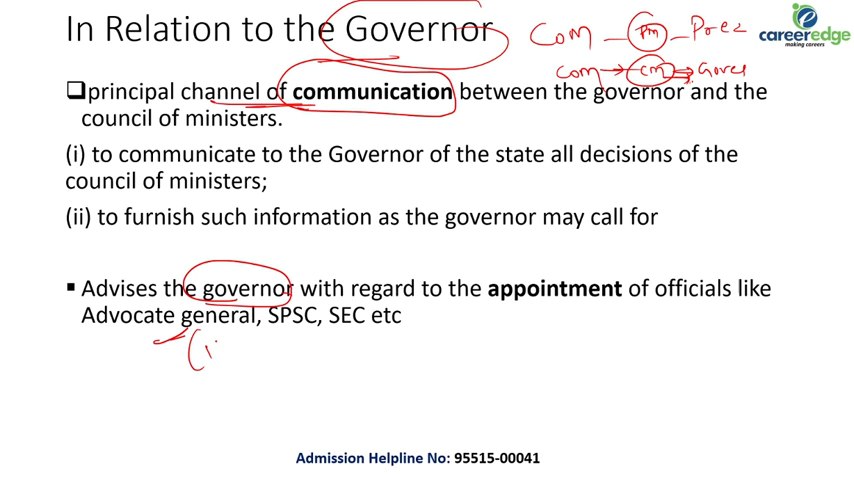 In Relation to the Governor
COM - PM - Pres
COM → CM → Gover
careeredge
making careers
❑principal channel of communication between the governor and the
council of ministers.
(i) to communicate to the Governor of the state all decisions of the
council of ministers;
(ii) to furnish such information as the governor may call for
▪ Advises the governor with regard to the appointment of officials like
Advocate general, SPSC, SEC etc
Admission Helpline No: 95515-00041